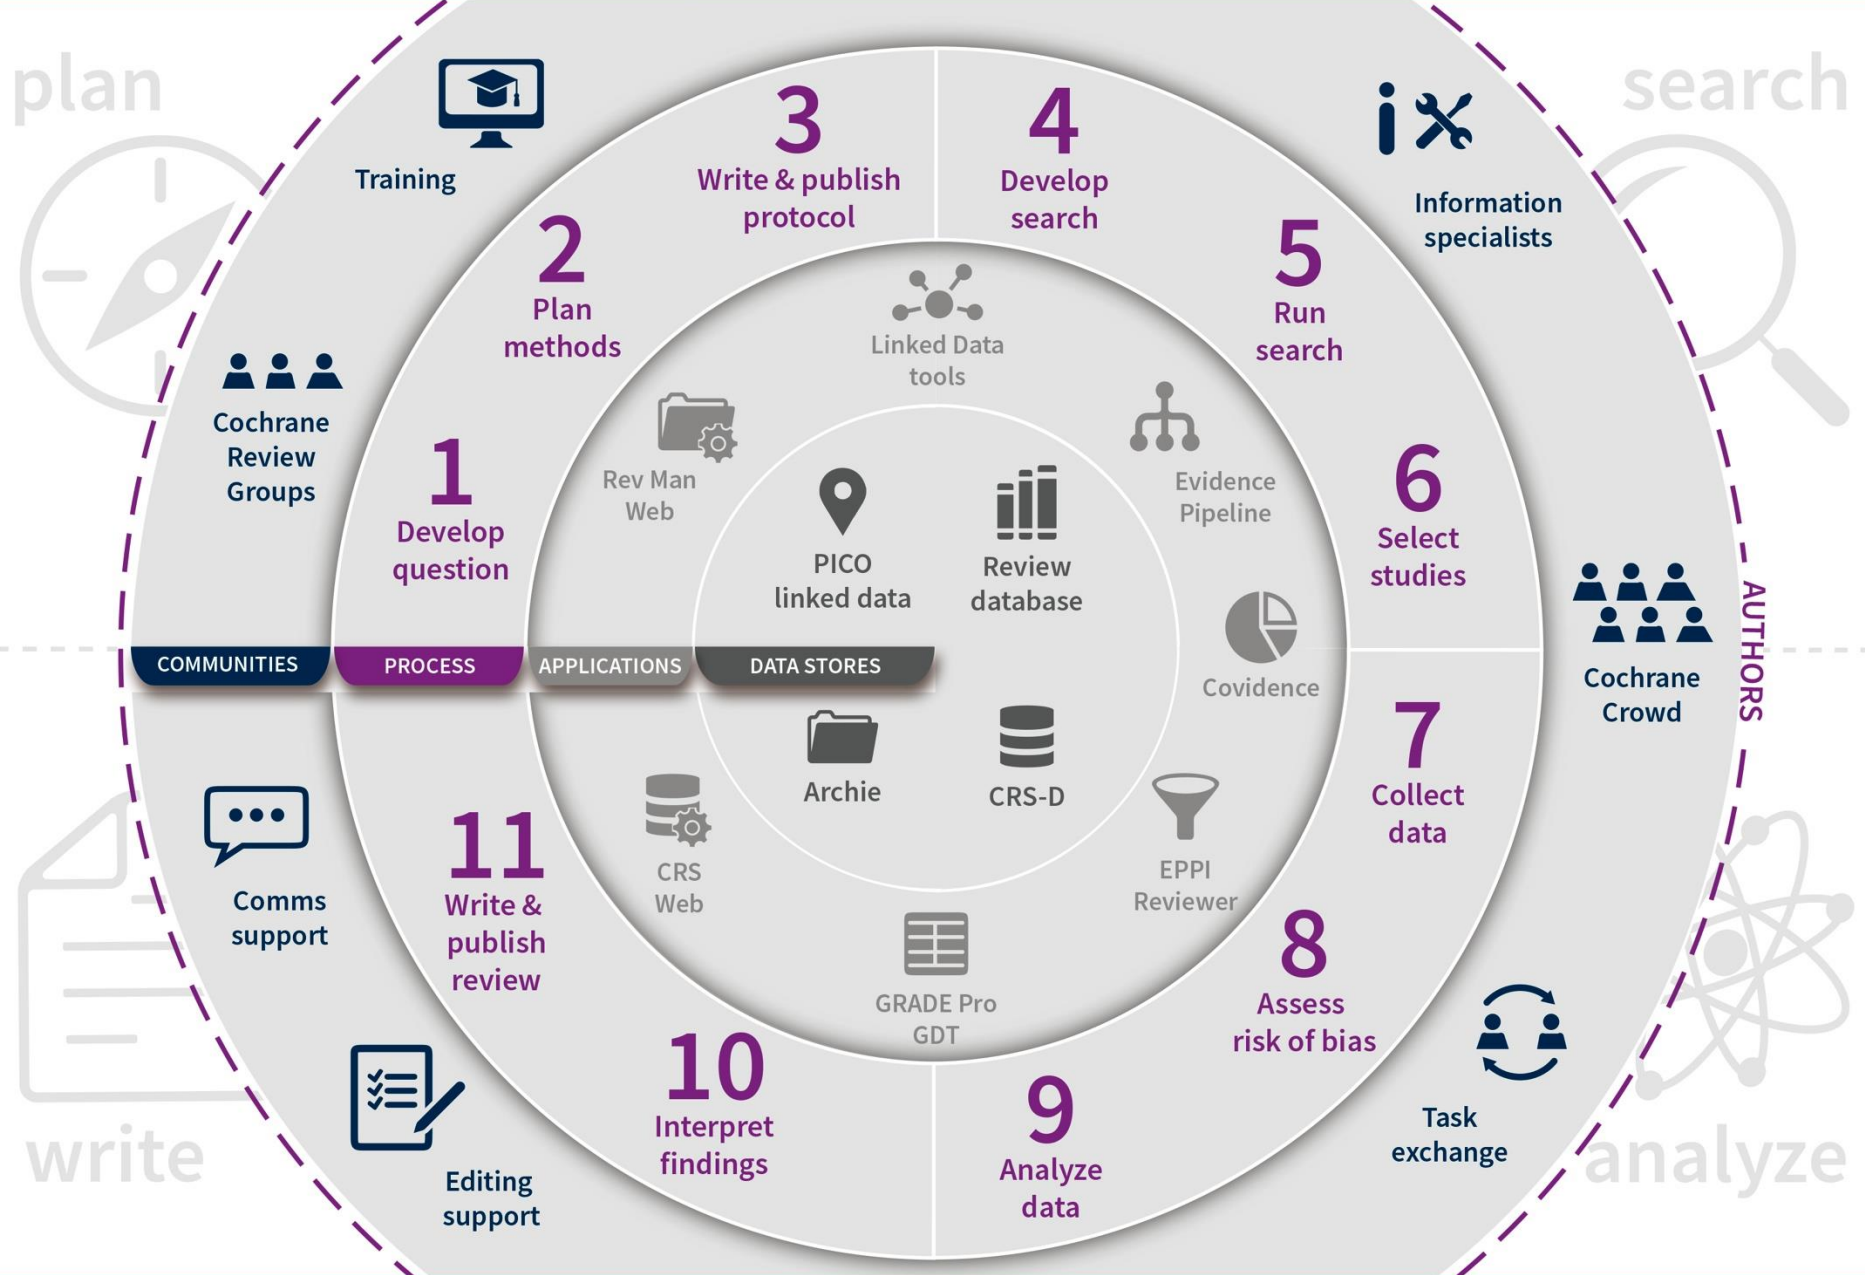 plan
search
Training
Information
specialists
Cochrane
Review
Groups
Cochrane
Crowd
Task
exchange
Editing
support
Comms
support
AUTHORS
1
Develop
question
2
Plan
methods
3
Write & publish
protocol
4
Develop
search
5
Run
search
6
Select
studies
7
Collect
data
8
Assess
risk of bias
9
Analyze
data
10
Interpret
findings
11
Write &
publish
review
Linked Data
tools
Rev Man
Web
Evidence
Pipeline
Covidence
EPPI
Reviewer
GRADE Pro
GDT
CRS
Web
PICO
linked data
Review
database
COMMUNITIES
PROCESS
APPLICATIONS
DATA STORES
Archie
CRS-D
write
analyze